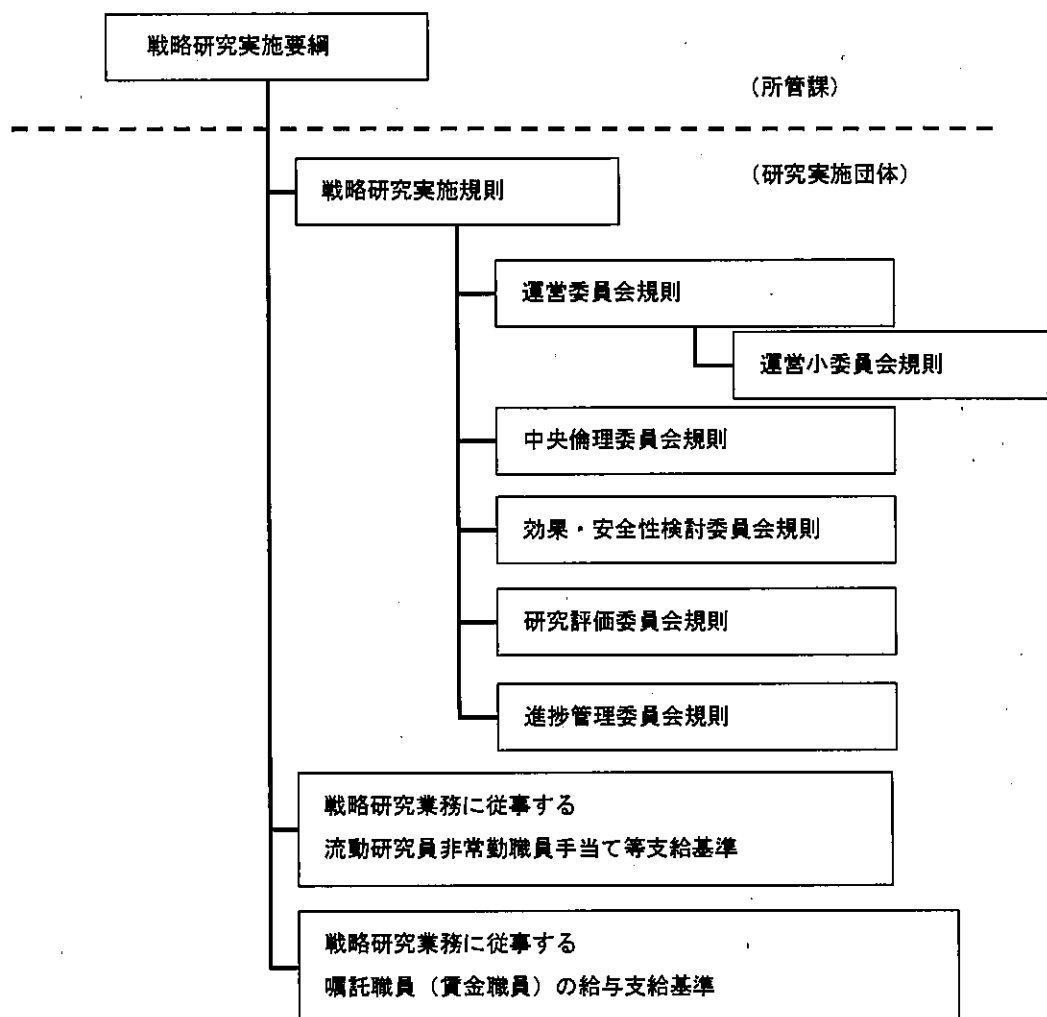 戦略研究実施要綱
（所管課）
（研究実施団体）
戦略研究実施規則
運営委員会規則
運営小委員会規則
中央倫理委員会規則
効果・安全性検討委員会規則
研究評価委員会規則
進捗管理委員会規則
戦略研究業務に従事する
流動研究員非常勤職員手当て等支給基準
戦略研究業務に従事する
嘱託職員（賃金職員）の給与支給基準